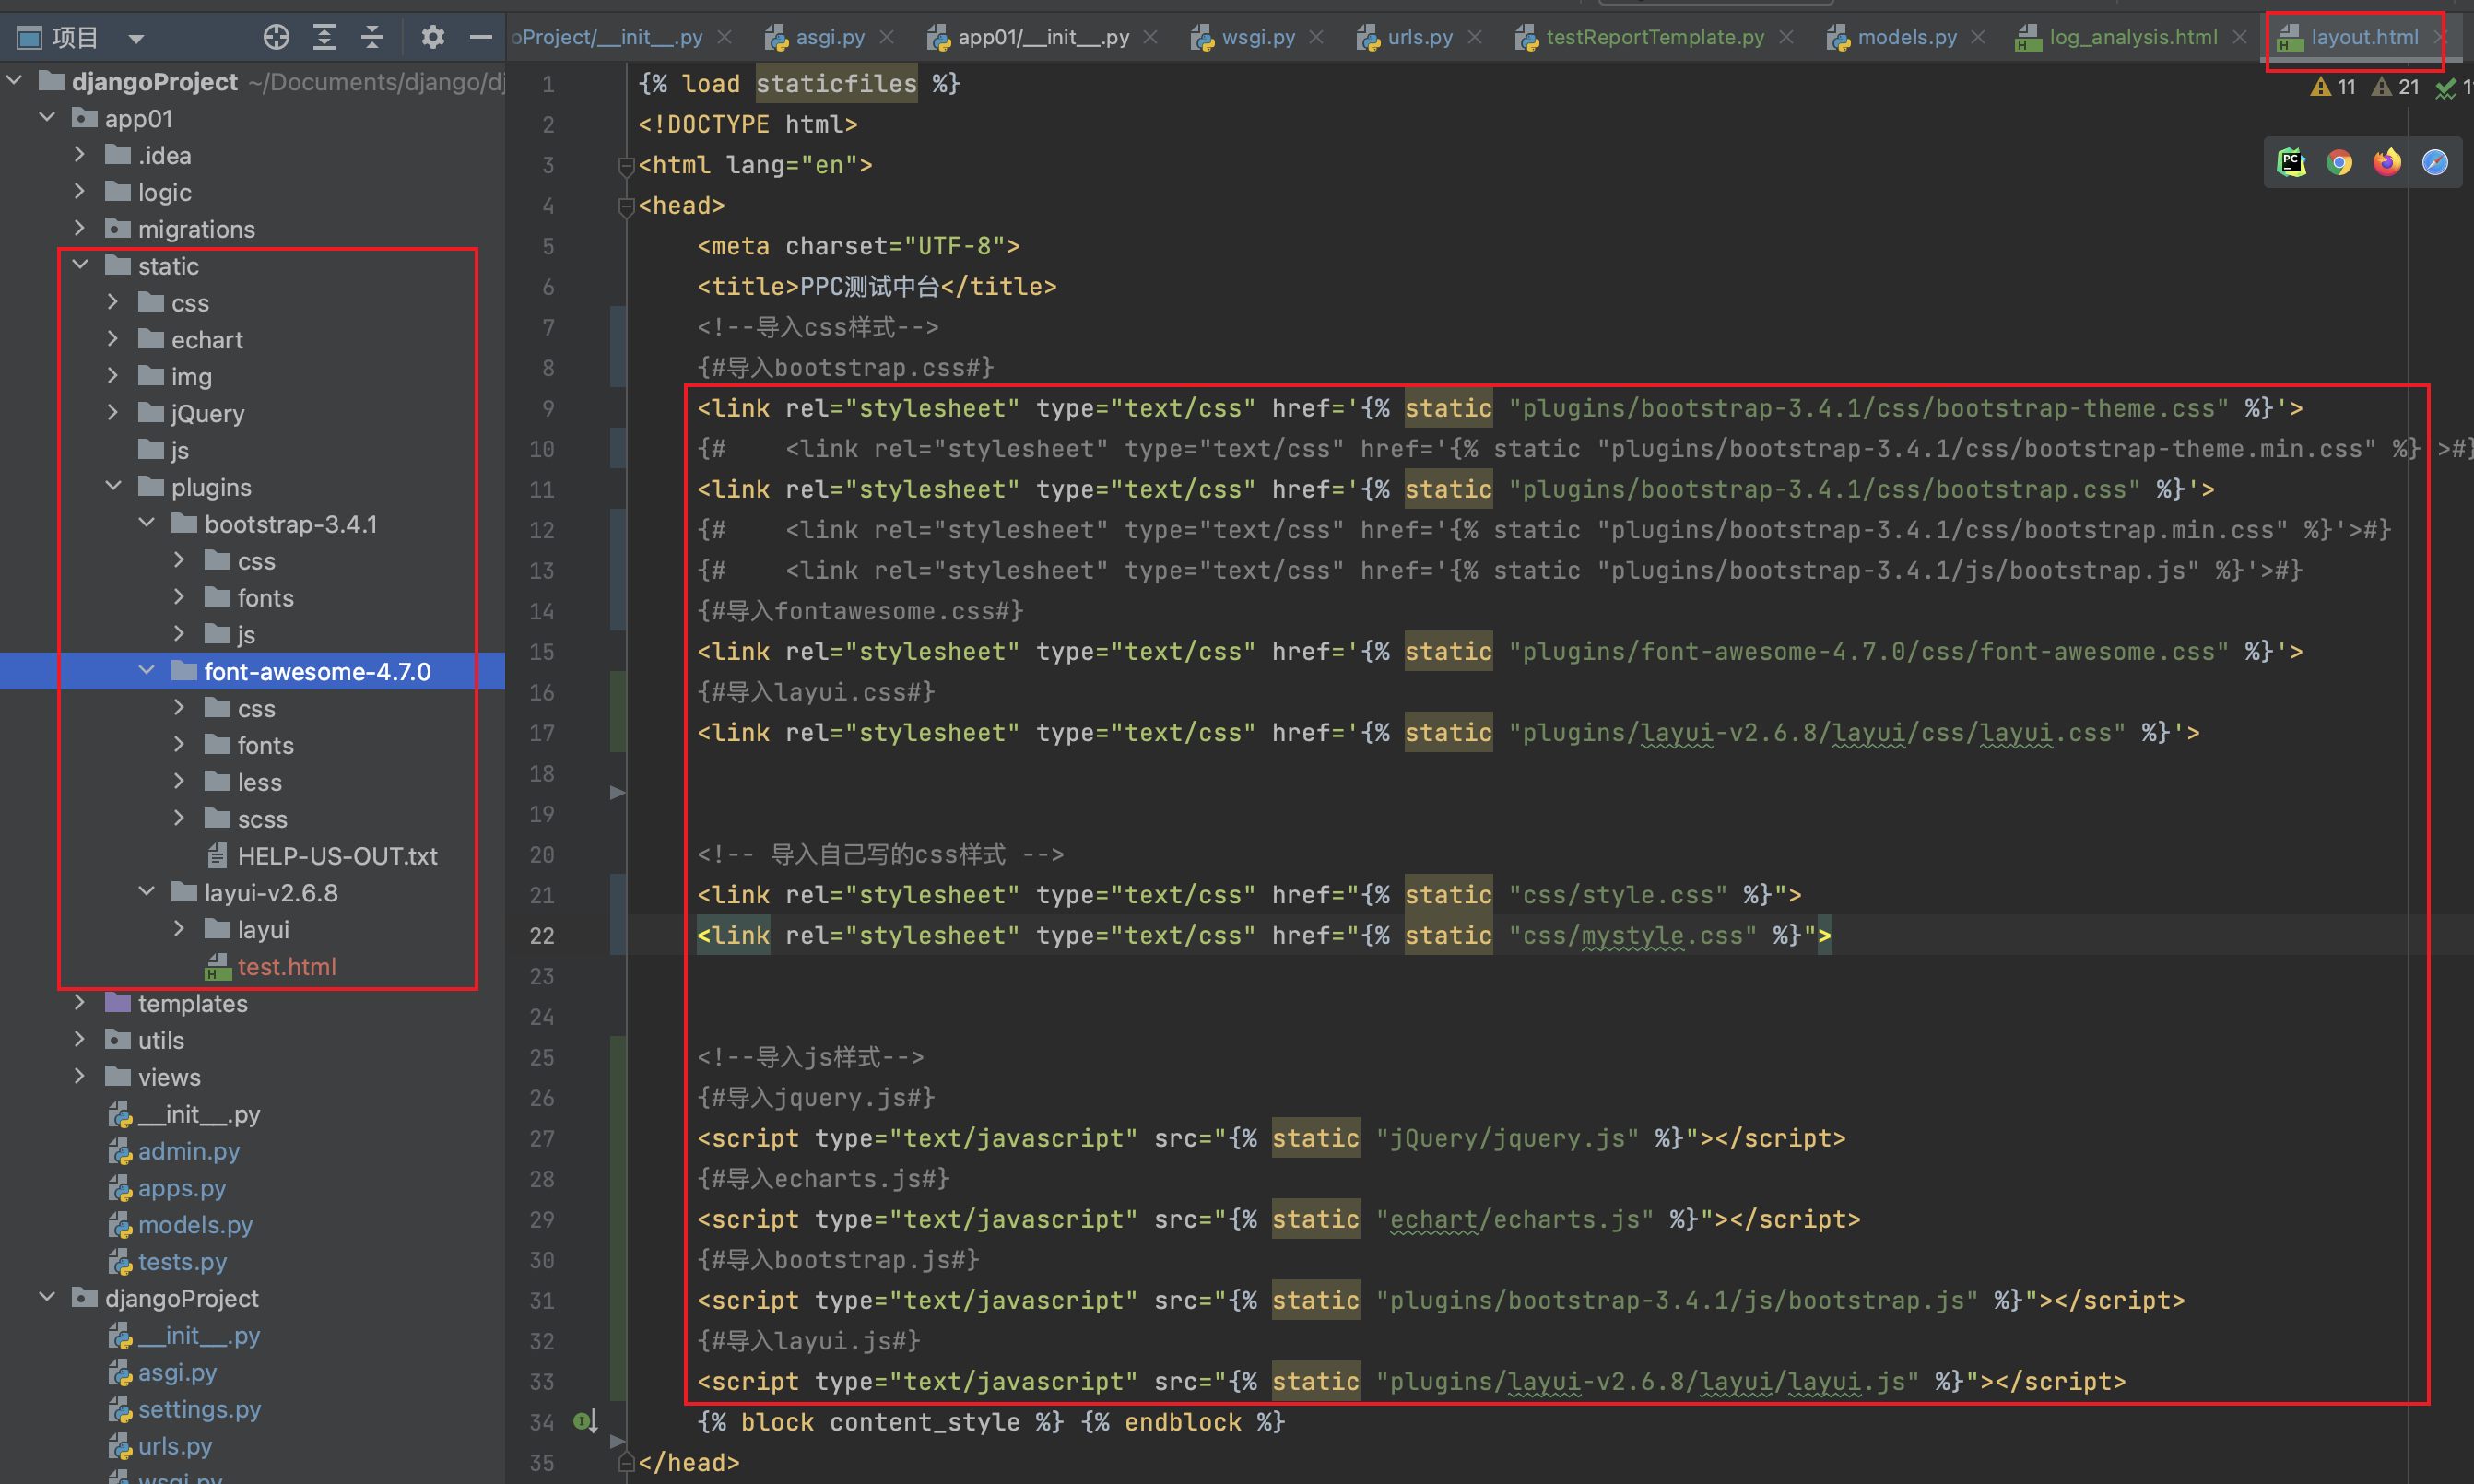 项目
oProject/__init__.py
asgi.py
app01/__init__.py
wsgi.py
urls.py
testReportTemplate.py
models.py
log_analysis.html
layout.html
11 21
djangoProject ~/Documents/django/dj
app01
.idea
logic
migrations
static
css
echart
img
jQuery
js
plugins
bootstrap-3.4.1
css
fonts
js
font-awesome-4.7.0
css
fonts
less
scss
HELP-US-OUT.txt
layui-v2.6.8
layui
test.html
templates
utils
views
__init__.py
admin.py
apps.py
models.py
tests.py
djangoProject
__init__.py
asgi.py
settings.py
urls.py
wsgi.py
1 {% load staticfiles %}
2 <!DOCTYPE html>
3 <html lang="en">
4 <head>
5 <meta charset="UTF-8">
6 <title>PPC测试中台</title>
7 <!--导入css样式-->
8 {#导入bootstrap.css#}
9 <link rel="stylesheet" type="text/css" href='{% static "plugins/bootstrap-3.4.1/css/bootstrap-theme.css" %}'>
10 {# <link rel="stylesheet" type="text/css" href='{% static "plugins/bootstrap-3.4.1/css/bootstrap-theme.min.css" %}'>#}
11 <link rel="stylesheet" type="text/css" href='{% static "plugins/bootstrap-3.4.1/css/bootstrap.css" %}'>
12 {# <link rel="stylesheet" type="text/css" href='{% static "plugins/bootstrap-3.4.1/css/bootstrap.min.css" %}'>#}
13 {# <link rel="stylesheet" type="text/css" href='{% static "plugins/bootstrap-3.4.1/js/bootstrap.js" %}'>#}
14 {#导入fontawesome.css#}
15 <link rel="stylesheet" type="text/css" href='{% static "plugins/font-awesome-4.7.0/css/font-awesome.css" %}'>
16 {#导入layui.css#}
17 <link rel="stylesheet" type="text/css" href='{% static "plugins/layui-v2.6.8/layui/css/layui.css" %}'>
18
19
20 <!-- 导入自己写的css样式 -->
21 <link rel="stylesheet" type="text/css" href="{% static "css/style.css" %}">
22 <link rel="stylesheet" type="text/css" href="{% static "css/mystyle.css" %}">
23
24
25 <!--导入js样式-->
26 {#导入jquery.js#}
27 <script type="text/javascript" src="{% static "jQuery/jquery.js" %}"></script>
28 {#导入echarts.js#}
29 <script type="text/javascript" src="{% static "echart/echarts.js" %}"></script>
30 {#导入bootstrap.js#}
31 <script type="text/javascript" src="{% static "plugins/bootstrap-3.4.1/js/bootstrap.js" %}"></script>
32 {#导入layui.js#}
33 <script type="text/javascript" src="{% static "plugins/layui-v2.6.8/layui/layui.js" %}"></script>
34 {% block content_style %} {% endblock %}
35 </head>